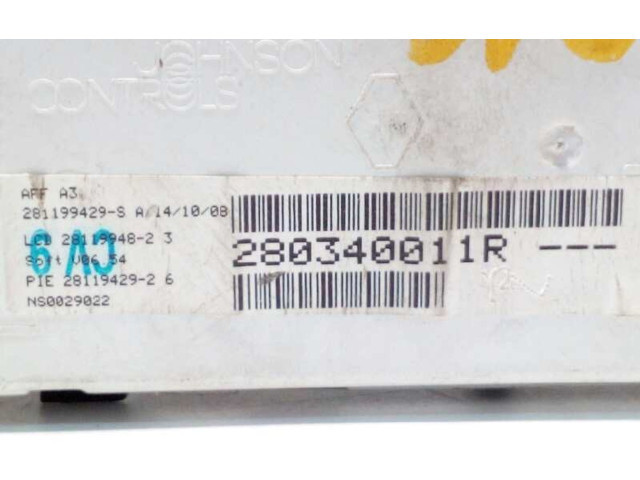 JOHNSON
CONTROLS
AFF A3
281199429-S A 14/10/08
LCD 28119948-2 3
Soft V06 54
PIE 28119429-2 6
NS0029022
280340011R ---